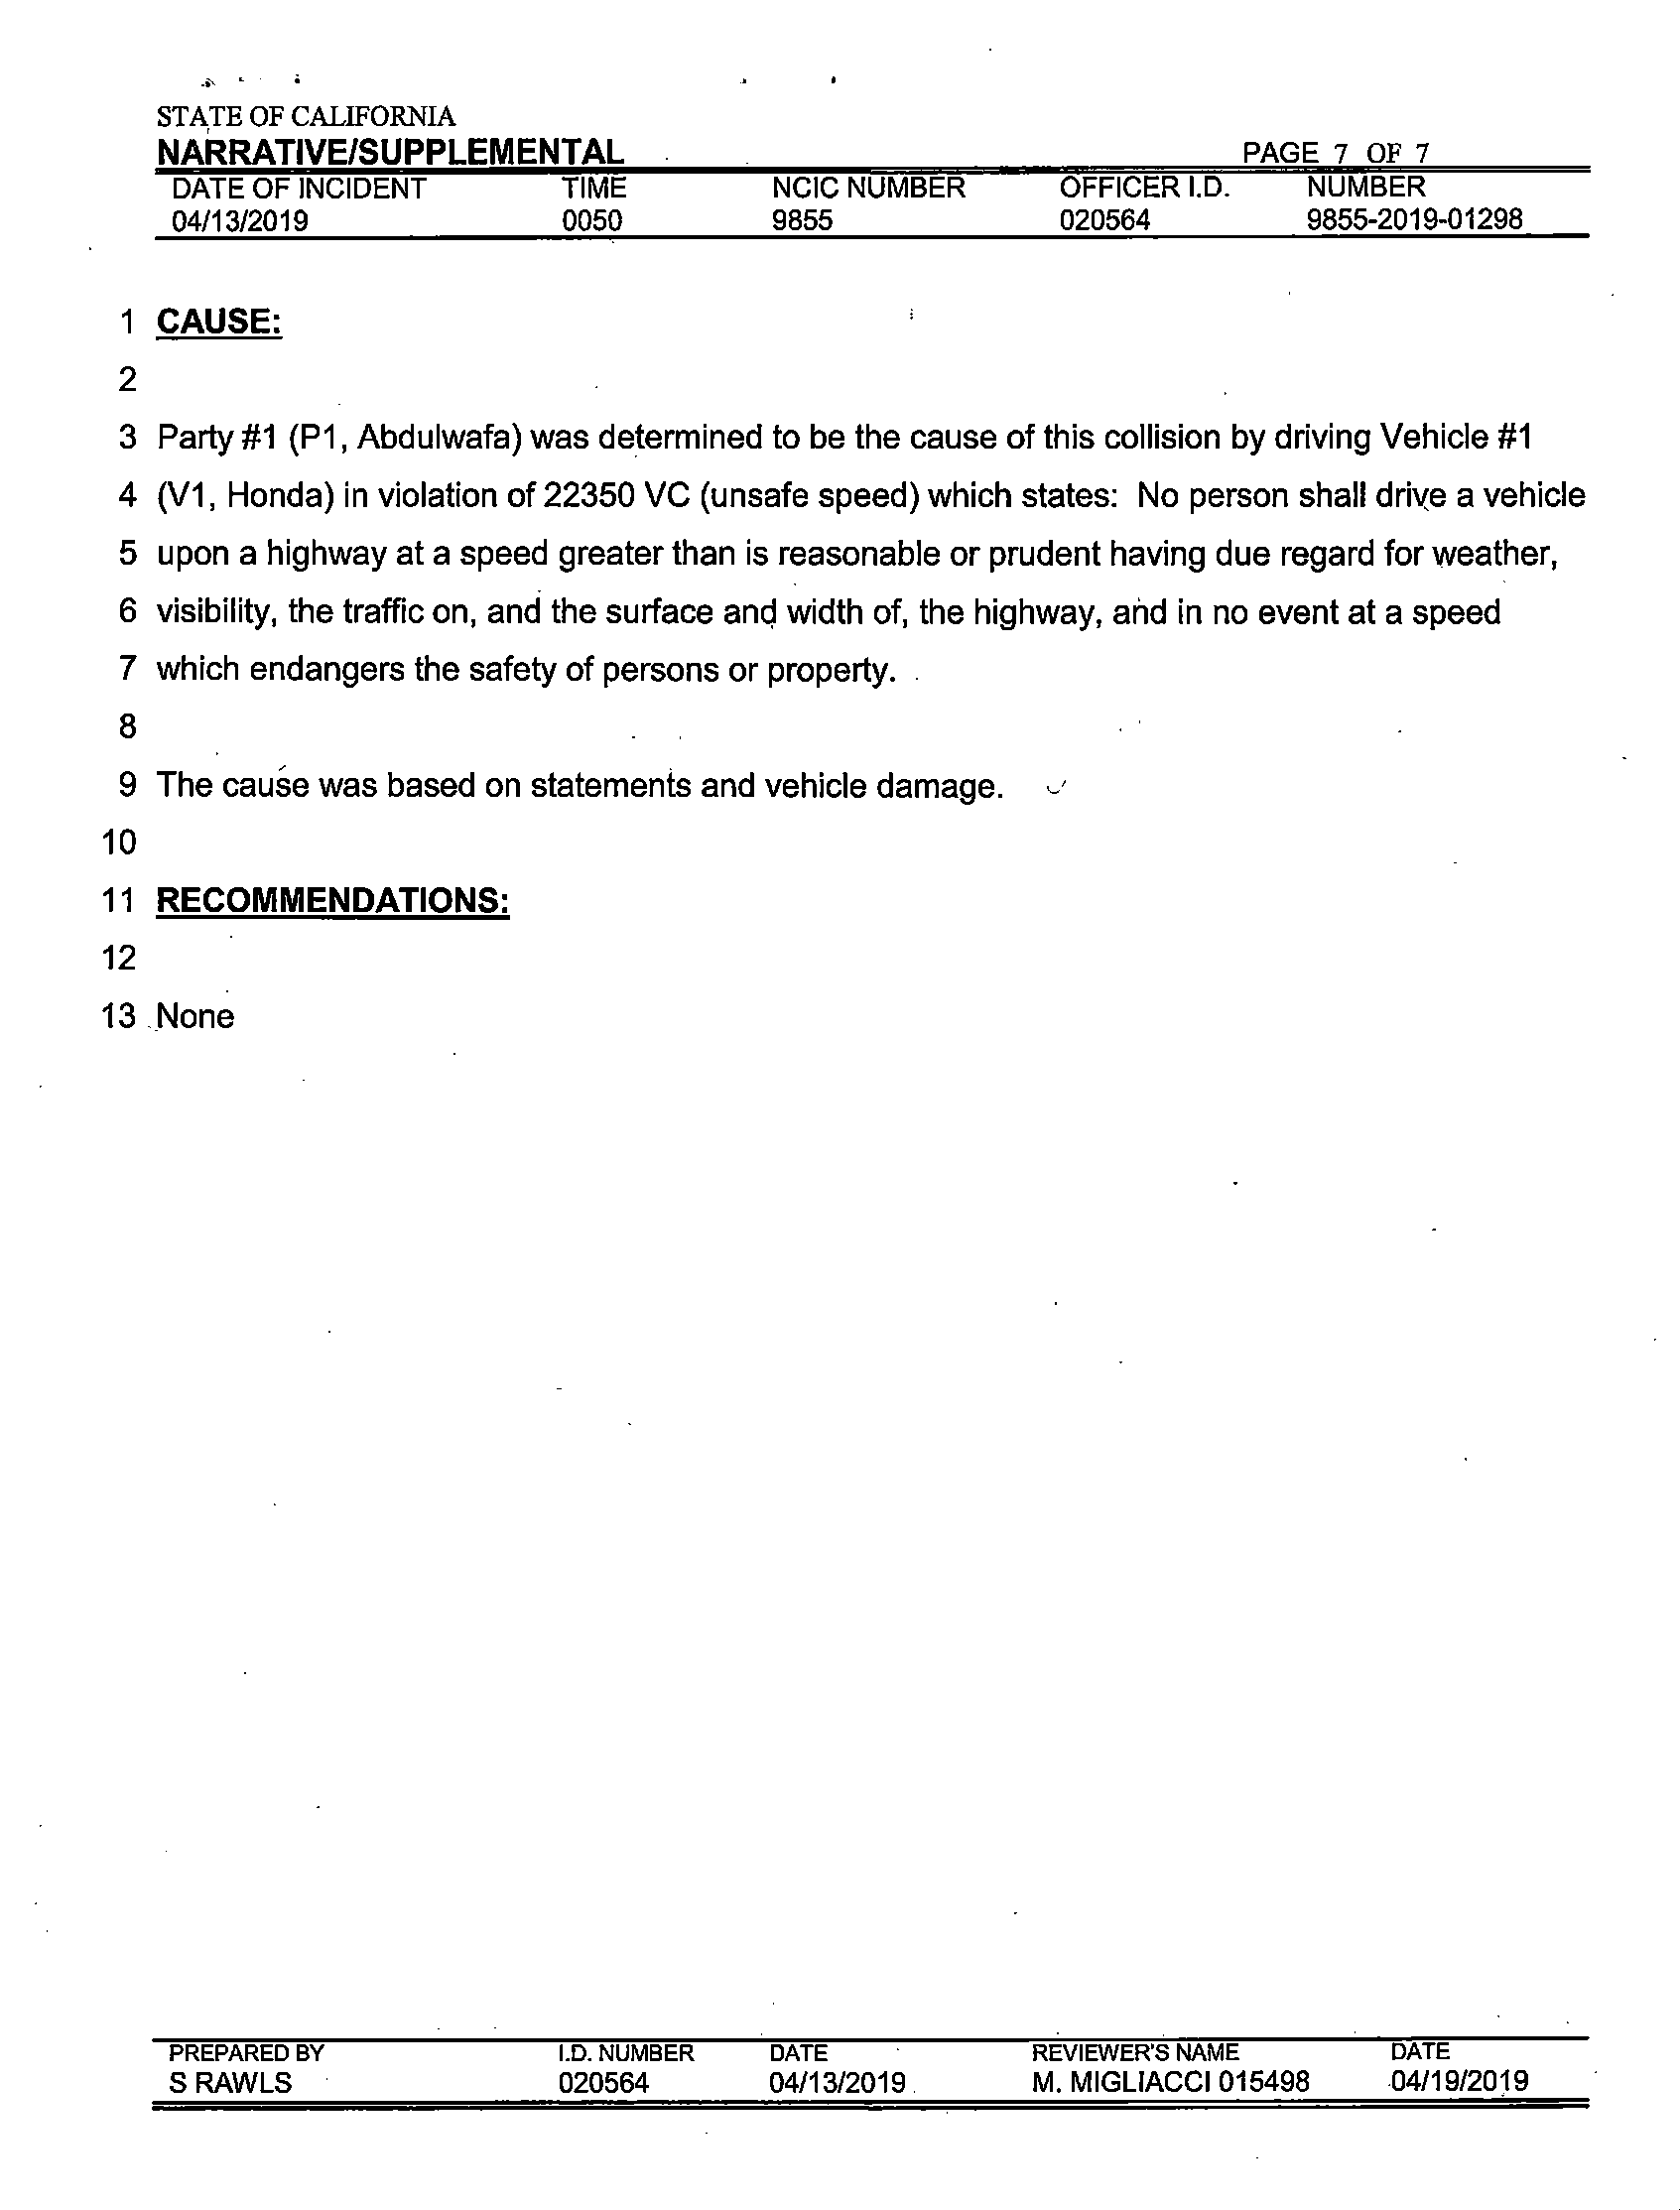 STATE OF CALIFORNIA
NARRATIVE/SUPPLEMENTAL PAGE 7 OF 7
DATE OF INCIDENT TIME NCIC NUMBER OFFICER I.D. NUMBER
04/13/2019 0050 9855 020564 9855-2019-01298
1 CAUSE:
2
3 Party #1 (P1, Abdulwafa) was determined to be the cause of this collision by driving Vehicle #1
4 (V1, Honda) in violation of 22350 VC (unsafe speed) which states: No person shall drive a vehicle
5 upon a highway at a speed greater than is reasonable or prudent having due regard for weather,
6 visibility, the traffic on, and the surface and width of, the highway, and in no event at a speed
7 which endangers the safety of persons or property.
8
9 The cause was based on statements and vehicle damage.
10
11 RECOMMENDATIONS:
12
13 None
PREPARED BY I.D. NUMBER DATE REVIEWER'S NAME DATE
S RAWLS 020564 04/13/2019 M. MIGLIACCI 015498 04/19/2019